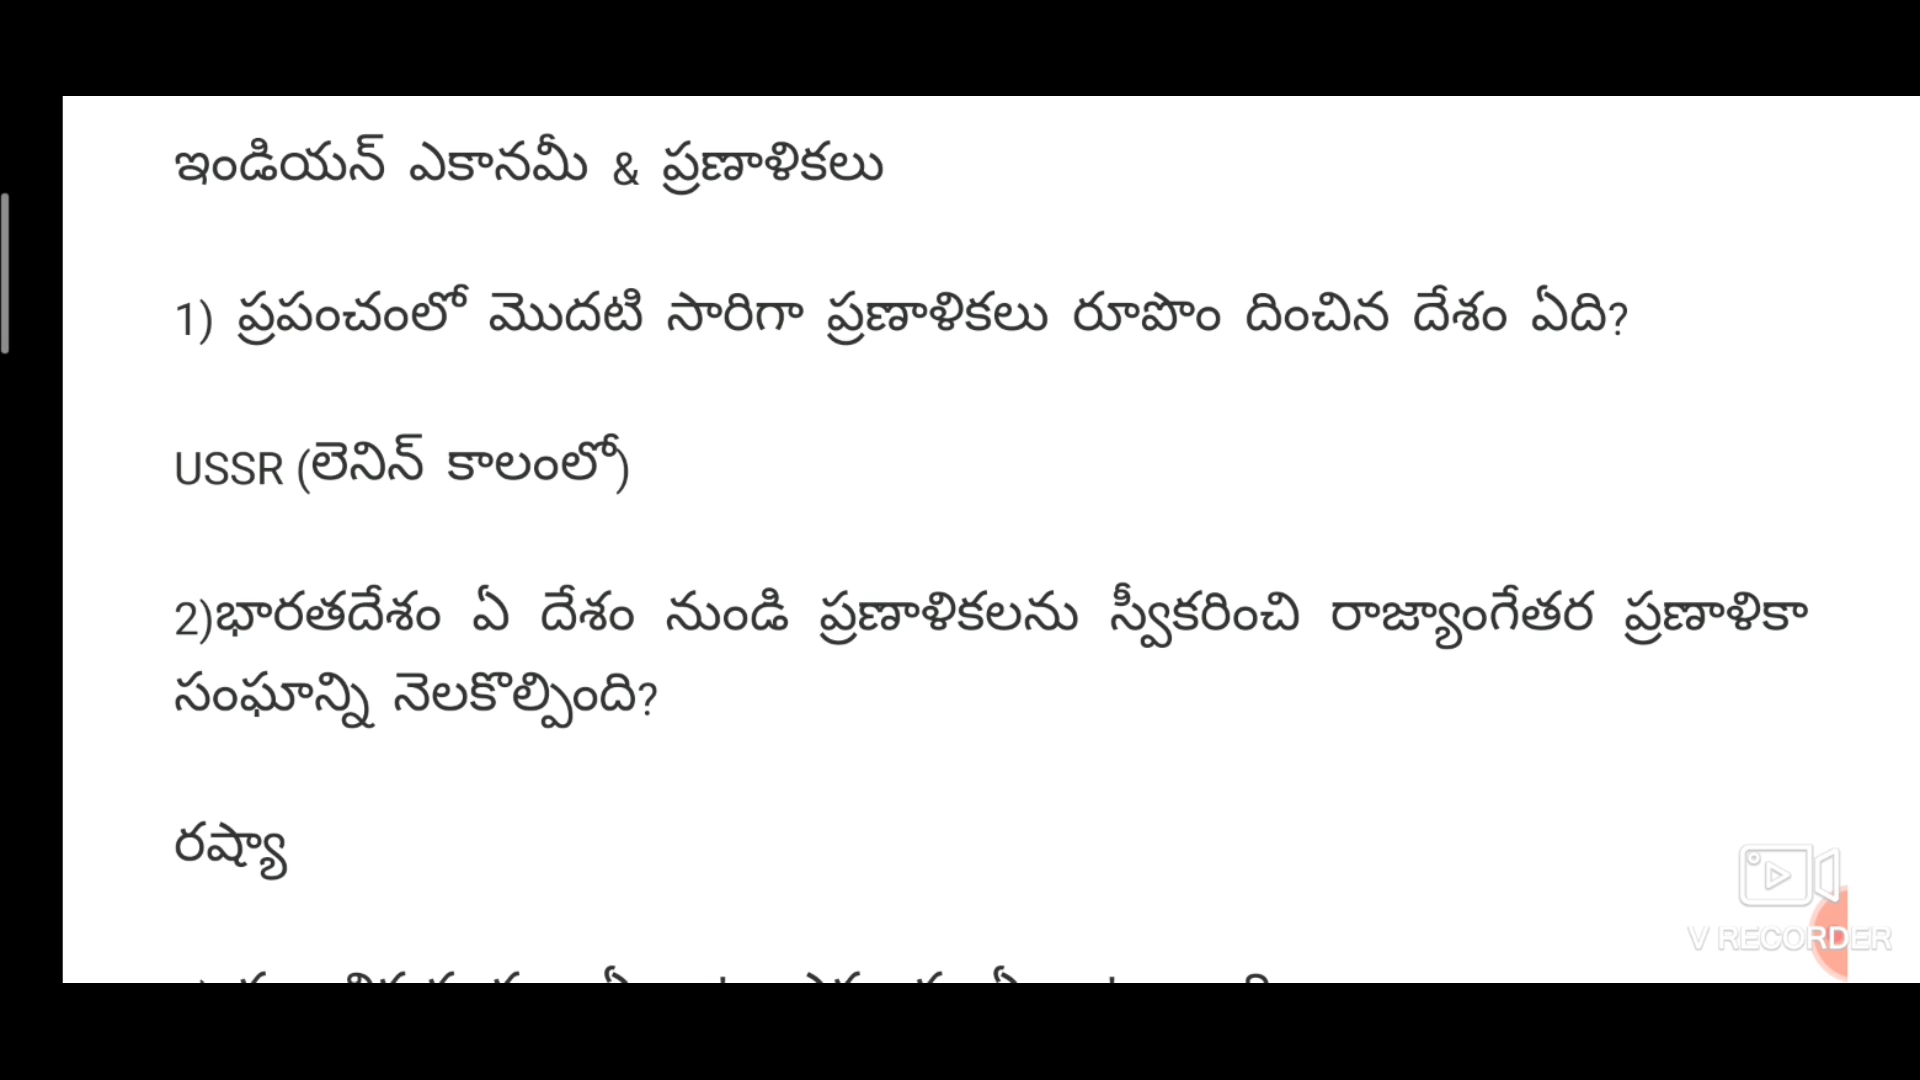 ఇండియన్ ఎకానమీ & ప్రణాళికలు
1) ప్రపంచంలో మొదటి సారిగా ప్రణాళికలు రూపొం దించిన దేశం ఏది?
USSR (లెనిన్ కాలంలో)
2)భారతదేశం ఏ దేశం నుండి ప్రణాళికలను స్వీకరించి రాజ్యాంగేతర ప్రణాళికా
సంఘాన్ని నెలకొల్పింది?
రష్యా
V RECORDER